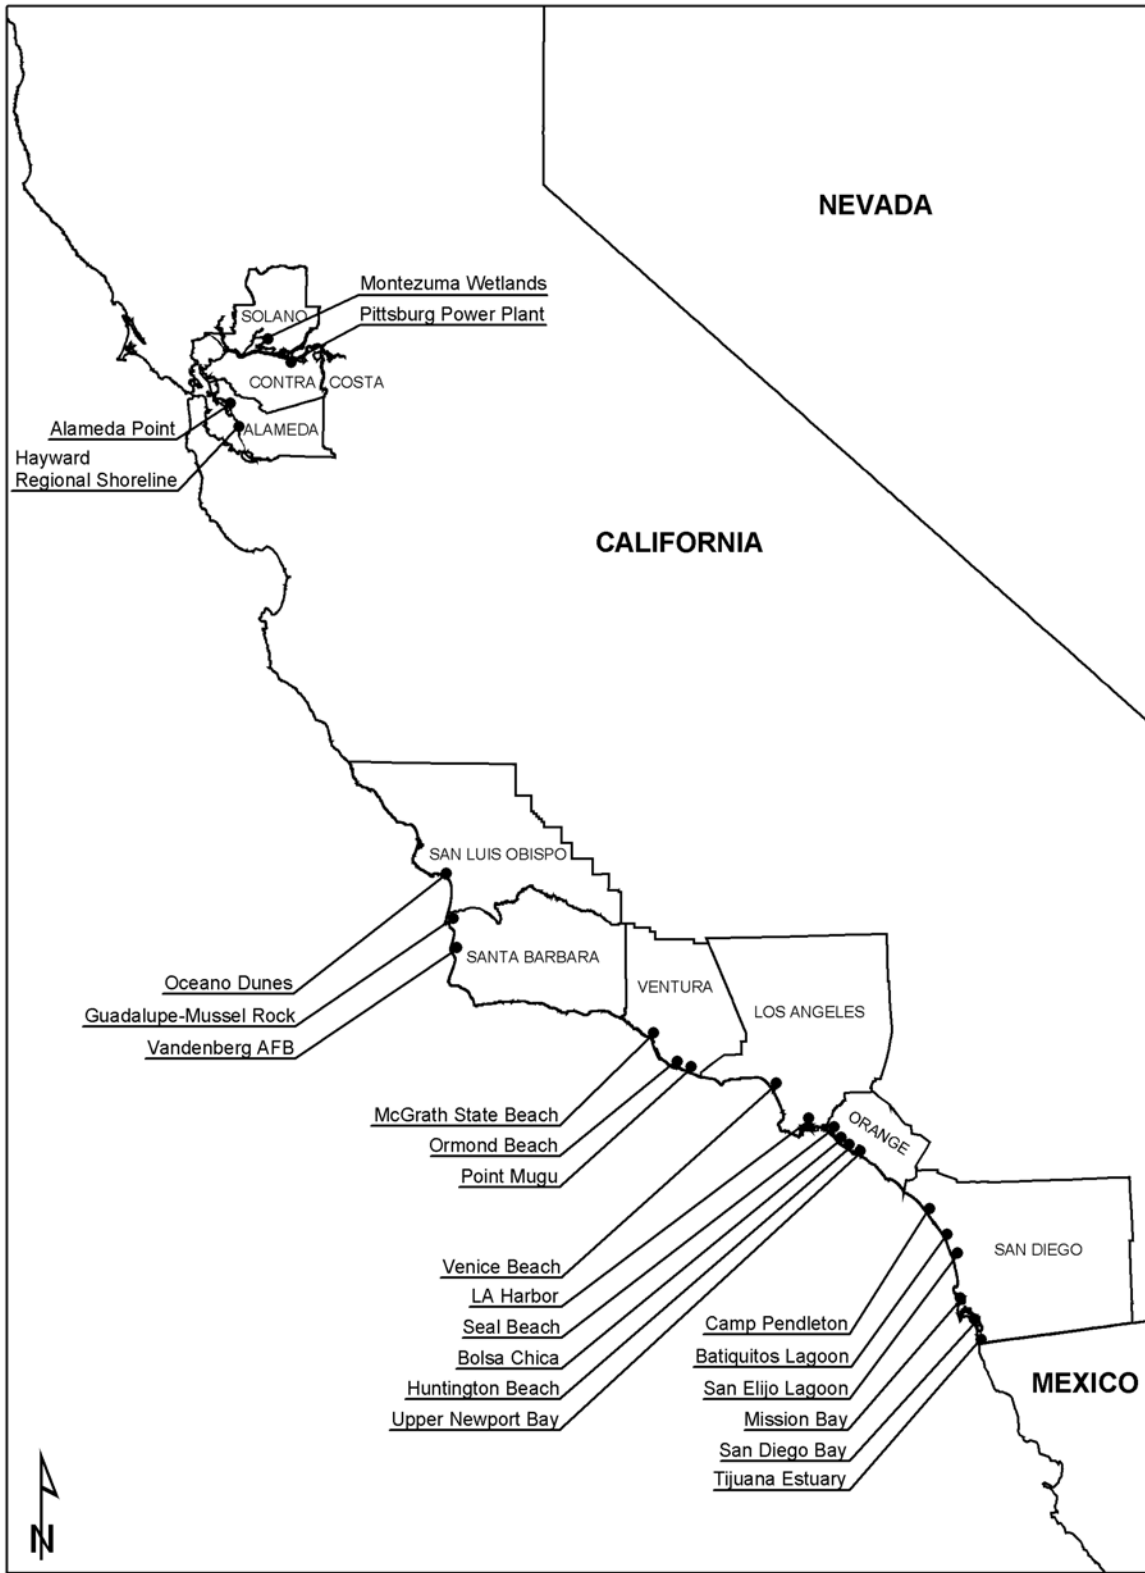 NEVADA
Montezuma Wetlands
SOLANO
Pittsburg Power Plant
CONTRA COSTA
Alameda Point
ALAMEDA
Hayward
Regional Shoreline
CALIFORNIA
SAN LUIS OBISPO
SANTA BARBARA
Oceano Dunes
VENTURA
Guadalupe-Mussel Rock
LOS ANGELES
Vandenberg AFB
McGrath State Beach
ORANGE
Ormond Beach
Point Mugu
SAN DIEGO
Venice Beach
LA Harbor
Seal Beach
Camp Pendleton
Bolsa Chica
Batiquitos Lagoon
Huntington Beach
San Elijo Lagoon
MEXICO
Upper Newport Bay
Mission Bay
San Diego Bay
Tijuana Estuary
N